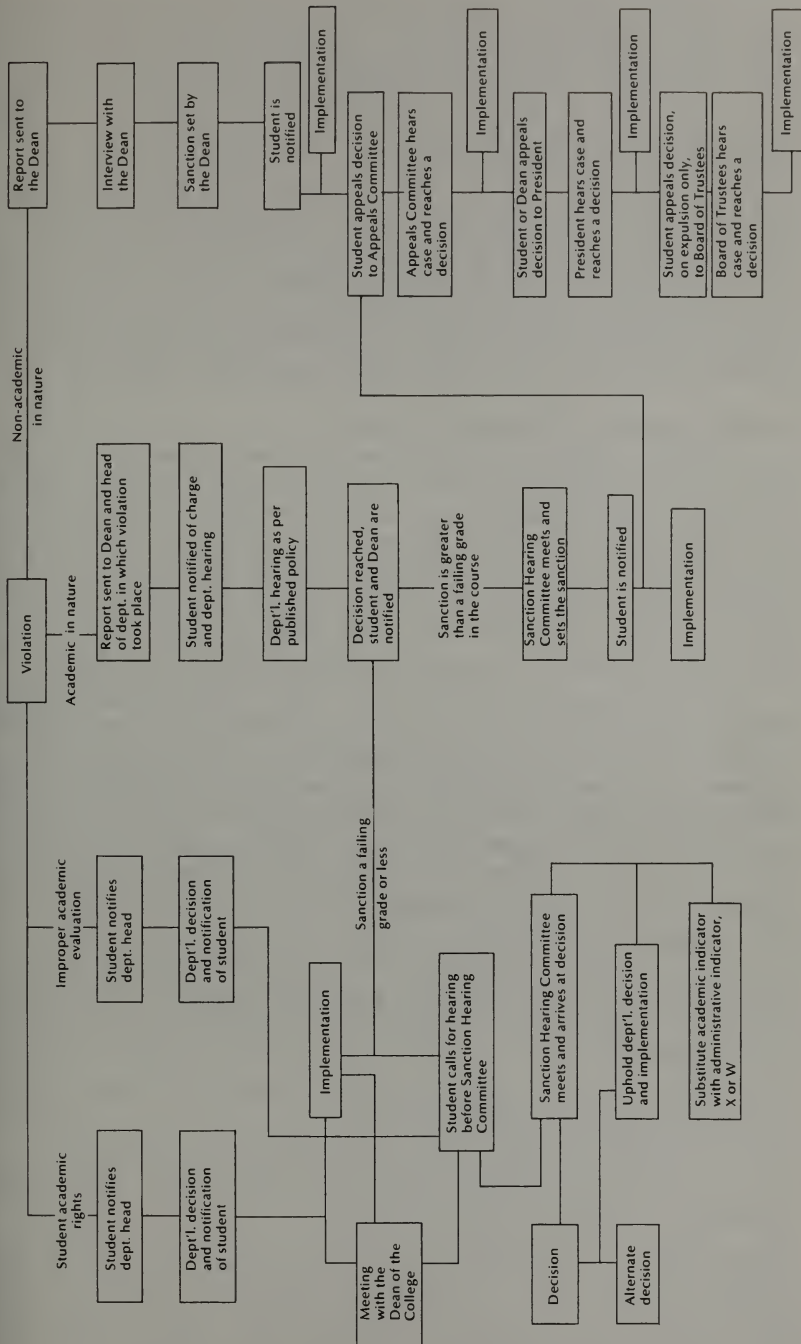 Violation
Student academic
rights
Student notifies
dept. head
Dept'l. decision
and notification
of student
Meeting
with the
Dean of the
College
Decision
Alternate
decision
Improper academic
evaluation
Student notifies
dept. head
Dept'l. decision
and notification
of student
Implementation
Sanction a failing
grade or less
Student calls for hearing
before Sanction Hearing
Committee
Sanction Hearing Committee
meets and arrives at decision
Uphold dept'l. decision
and implementation
Substitute academic indicator
with administrative indicator,
X or W
Academic in nature
Report sent to Dean and head
of dept. in which violation
took place
Student notified of charge
and dept. hearing
Dept'l. hearing as per
published policy
Decision reached,
student and Dean are
notified
Sanction is greater
than a failing grade
in the course
Sanction Hearing
Committee meets and
sets the sanction
Student is notified
Implementation
Non-academic
in nature
Report sent to
the Dean
Interview with
the Dean
Sanction set by
the Dean
Student is
notified
Implementation
Student appeals decision
to Appeals Committee
Appeals Committee hears
case and reaches a
decision
Implementation
Student or Dean appeals
decision to President
President hears case and
reaches a decision
Implementation
Student appeals decision,
on expulsion only,
to Board of Trustees
Board of Trustees hears
case and reaches a
decision
Implementation